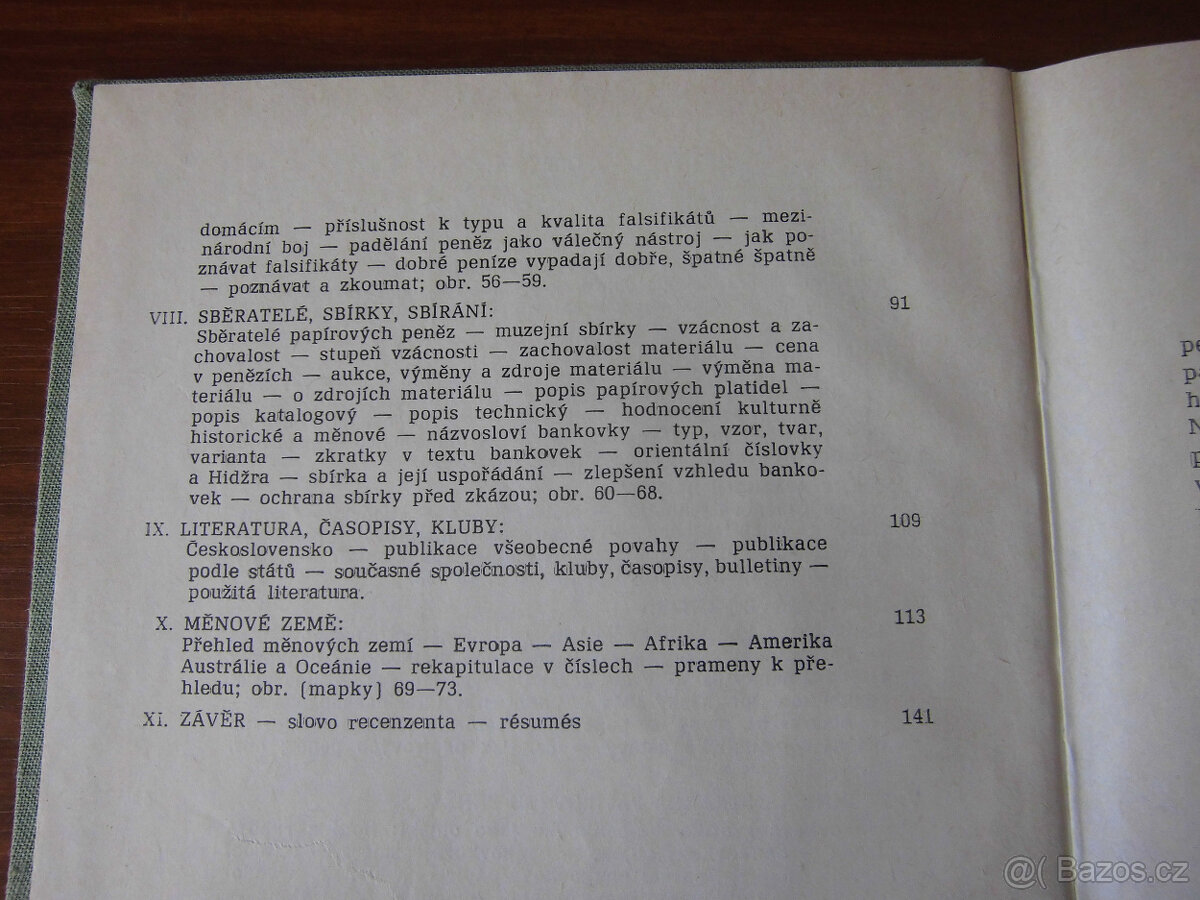 domácím — příslušnost k typu a kvalita falsifikátů — mezi-
národní boj — padělání peněz jako válečný nástroj — jak po-
znávat falsifikáty — dobré peníze vypadají dobře, špatné špatně
— poznávat a zkoumat; obr. 56—59.
VIII. SBĚRATELÉ, SBÍRKY, SBÍRÁNÍ: 91
Sběratelé papírových peněz — muzejní sbírky — vzácnost a za-
chovalost — stupeň vzácnosti — zachovalost materiálu — cena
v penězích — aukce, výměny a zdroje materiálu — výměna ma-
teriálu — o zdrojích materiálu — popis papírových platidel —
popis katalogový — popis technický — hodnocení kulturně
historické a měnové — názvosloví bankovky — typ, vzor, tvar,
varianta — zkratky v textu bankovek — orientální číslovky
a Hidžra — sbírka a její uspořádání — zlepšení vzhledu banko-
vek — ochrana sbírky před zkázou; obr. 60—68.
IX. LITERATURA, ČASOPISY, KLUBY: 109
Československo — publikace všeobecné povahy — publikace
podle států — současné společnosti, kluby, časopisy, bulletiny —
použitá literatura.
X. MĚNOVÉ ZEMĚ: 113
Přehled měnových zemí — Evropa — Asie — Afrika — Amerika
Austrálie a Oceánie — rekapitulace v číslech — prameny k pře-
hledu; obr. (mapky) 69—73.
XI. ZÁVĚR — slovo recenzenta — résumés 141
@( Bazos.cz